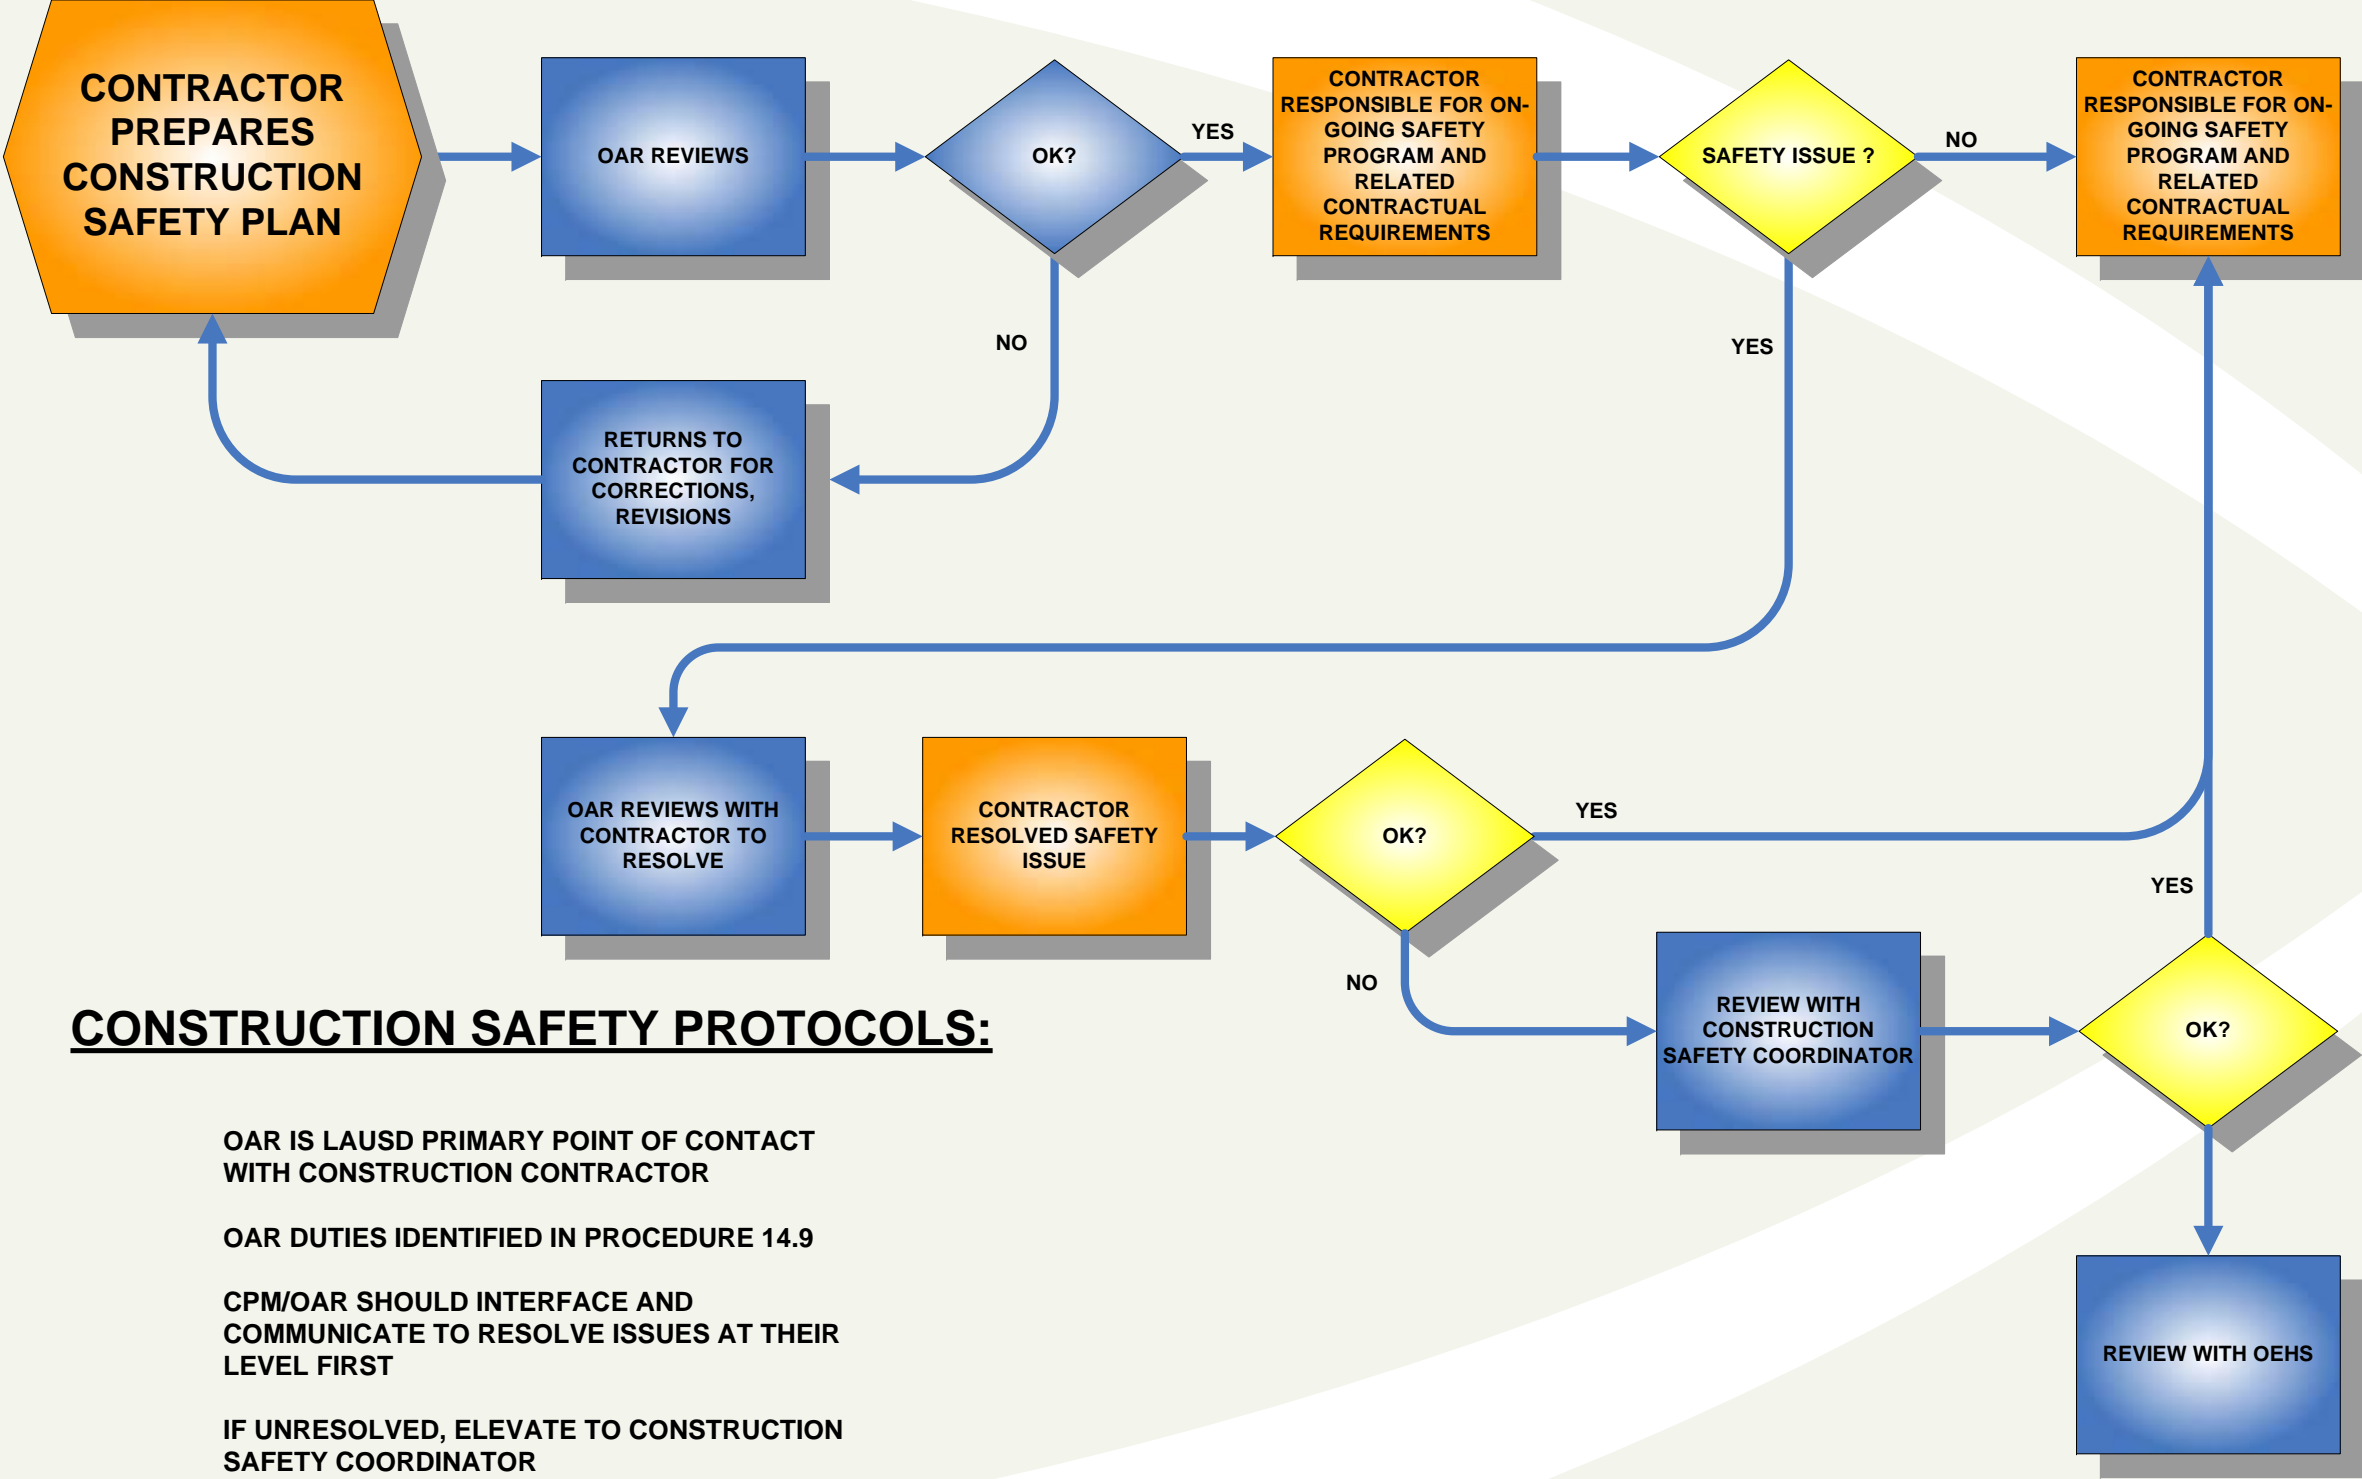 CONTRACTOR
PREPARES
CONSTRUCTION
SAFETY PLAN
OAR REVIEWS
OK?
YES
CONTRACTOR
RESPONSIBLE FOR ON-
GOING SAFETY
PROGRAM AND
RELATED
CONTRACTUAL
REQUIREMENTS
SAFETY ISSUE ?
NO
CONTRACTOR
RESPONSIBLE FOR ON-
GOING SAFETY
PROGRAM AND
RELATED
CONTRACTUAL
REQUIREMENTS
NO
YES
RETURNS TO
CONTRACTOR FOR
CORRECTIONS,
REVISIONS
OAR REVIEWS WITH
CONTRACTOR TO
RESOLVE
CONTRACTOR
RESOLVED SAFETY
ISSUE
OK?
YES
YES
NO
REVIEW WITH
CONSTRUCTION
SAFETY COORDINATOR
OK?
REVIEW WITH OEHS
CONSTRUCTION SAFETY PROTOCOLS:
OAR IS LAUSD PRIMARY POINT OF CONTACT
WITH CONSTRUCTION CONTRACTOR
OAR DUTIES IDENTIFIED IN PROCEDURE 14.9
CPM/OAR SHOULD INTERFACE AND
COMMUNICATE TO RESOLVE ISSUES AT THEIR
LEVEL FIRST
IF UNRESOLVED, ELEVATE TO CONSTRUCTION
SAFETY COORDINATOR